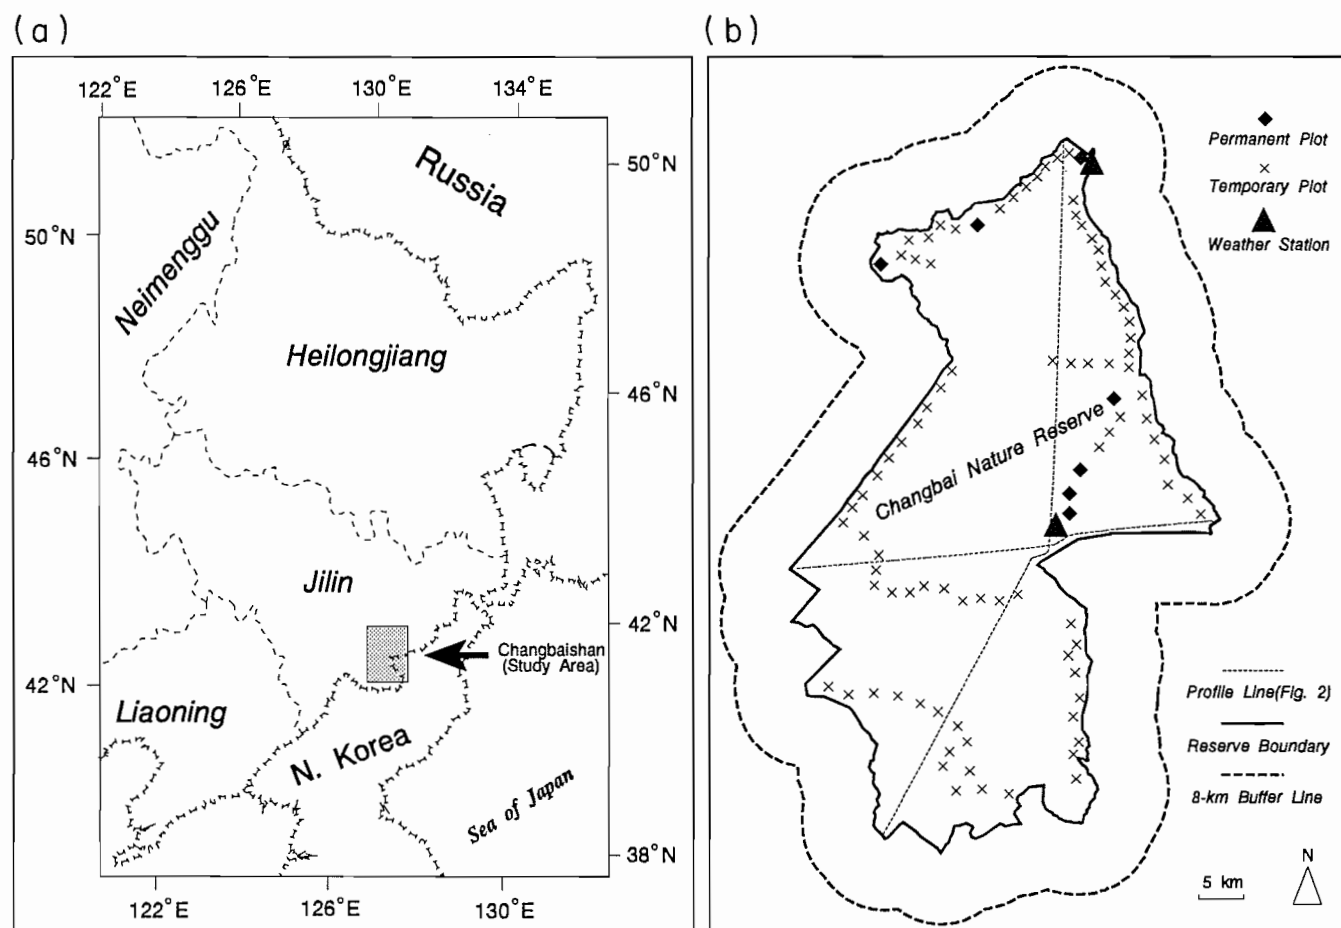 (a)
122°E 126°E 130°E 134°E
Russia
50°N
50°N
Neimenggu
Heilongjiang
46°N
46°N
Jilin
42°N
Changbaishan
(Study Area)
42°N
Liaoning
N. Korea
Sea of Japan
38°N
122°E 126°E 130°E
(b)
Permanent Plot
Temporary Plot
Weather Station
Changbai Nature Reserve
Profile Line(Fig. 2)
Reserve Boundary
8-km Buffer Line
5 km
N